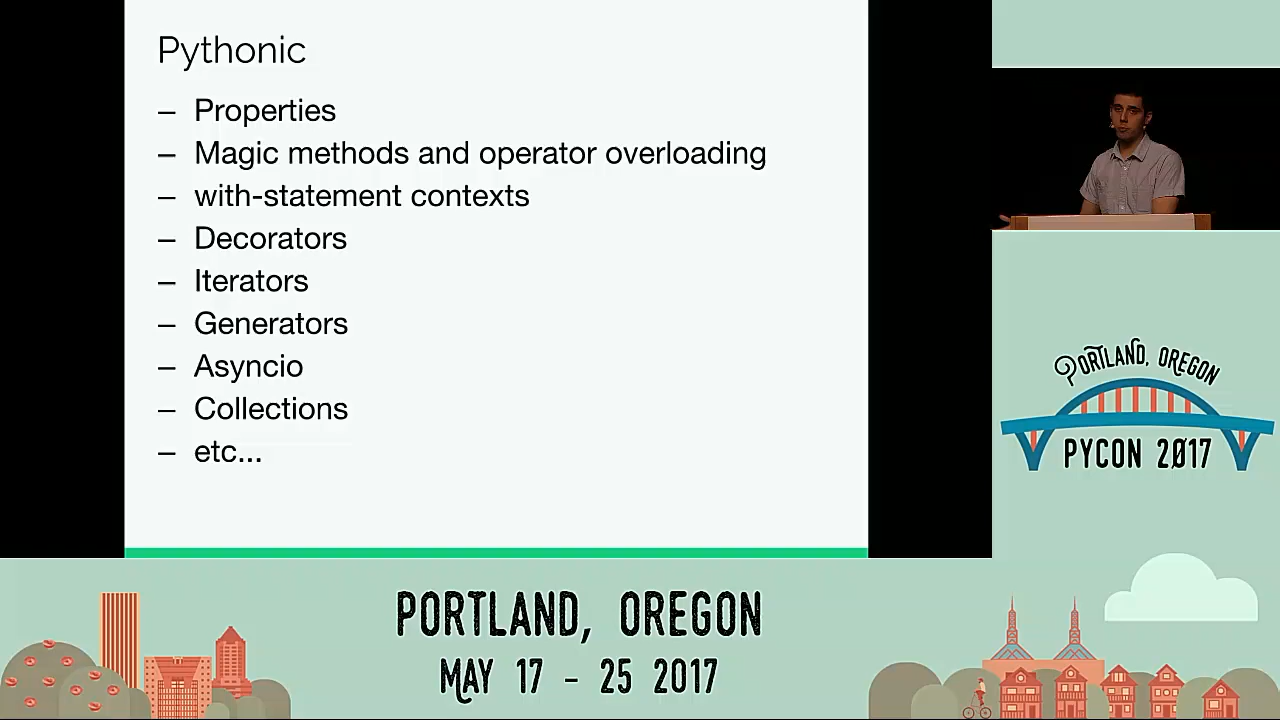 Pythonic
– Properties
– Magic methods and operator overloading
– with-statement contexts
– Decorators
– Iterators
– Generators
– Asyncio
– Collections
– etc...
PORTLAND, OREGON
PYCON 2017
PORTLAND, OREGON
MAY 17 - 25 2017